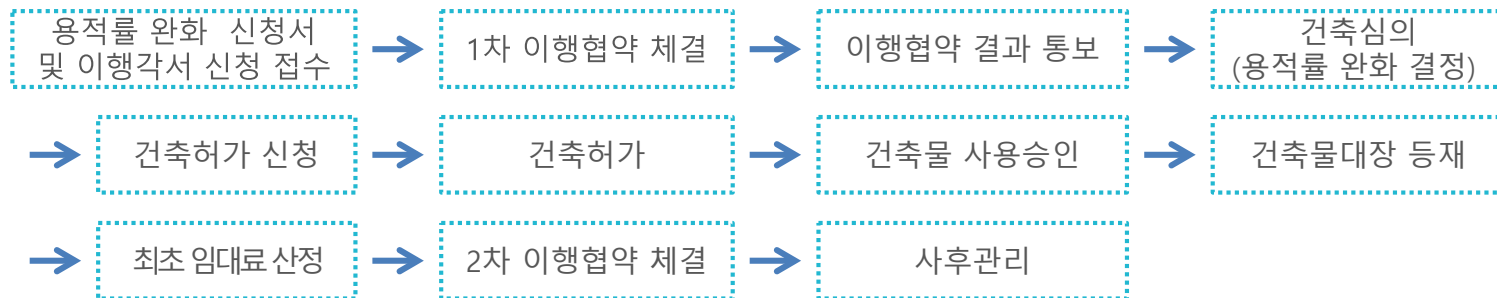 용적률 완화 신청서
및 이행각서 신청 접수
1차 이행협약 체결
이행협약 결과 통보
건축심의
(용적률 완화 결정)
건축허가 신청
건축허가
건축물 사용승인
건축물대장 등재
최초 임대료 산정
2차 이행협약 체결
사후관리